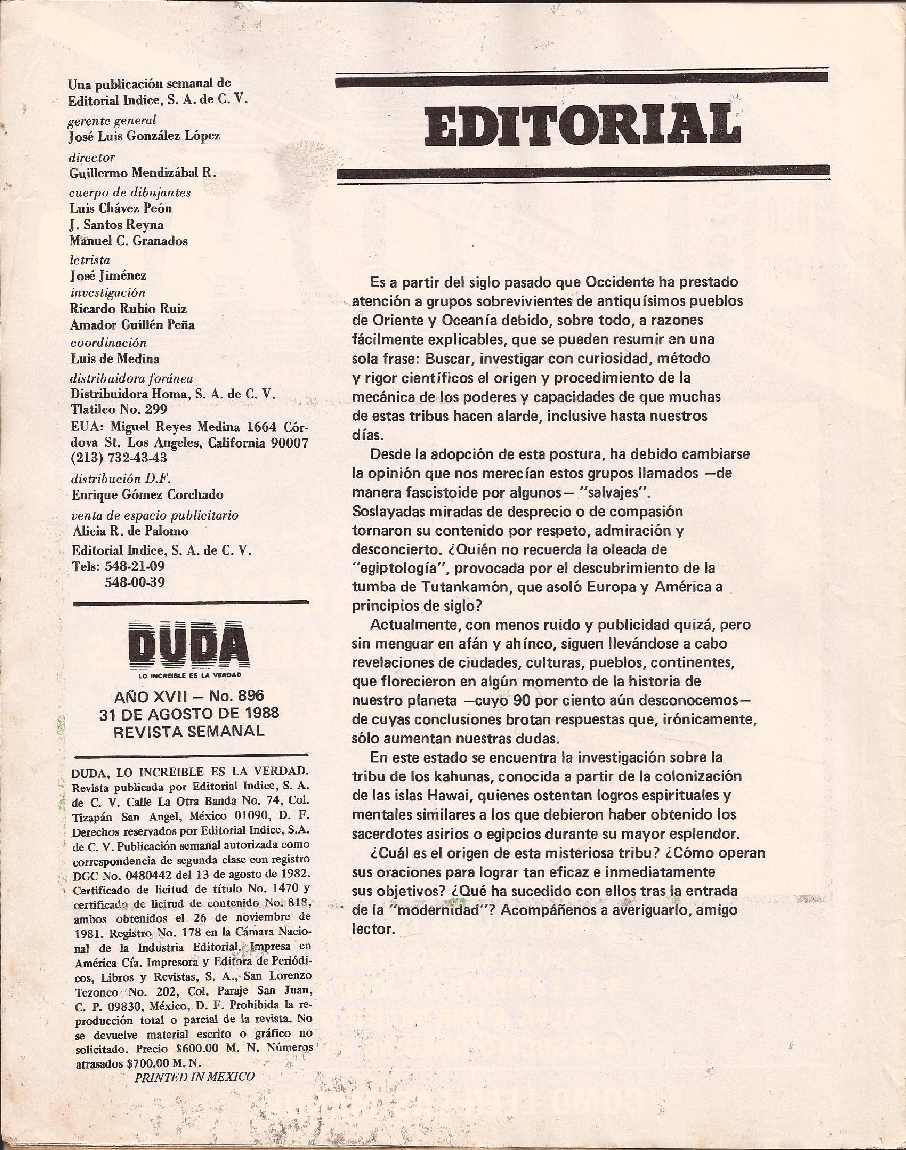 Una publicación semanal de
Editorial Indice, S. A. de C. V.
gerente general
José Luis González López
director
Guillermo Mendizábal R.
cuerpo de dibujantes
Luis Chávez Peón
J. Santos Reyna
Manuel C. Granados
letrista
José Jiménez
investigación
Ricardo Rubio Ruiz
Amador Guillén Peña
coordinación
Luis de Medina
distribuidora foránea
Distribuidora Homa, S. A. de C. V.
Tlatilco No. 299
EUA: Miguel Reyes Medina 1664 Cór-
dova St. Los Angeles, California 90007
(213) 732-43-43
distribución D.F.
Enrique Gómez Corchado
venta de espacio publicitario
Alicia R. de Palomo
Editorial Indice, S. A. de C. V.
Tels: 548-21-09
548-00-39
DUDA
LO INCREIBLE ES LA VERDAD
AÑO XVII — No. 896
31 DE AGOSTO DE 1988
REVISTA SEMANAL
DUDA, LO INCREIBLE ES LA VERDAD.
Revista publicada por Editorial Indice, S. A.
de C. V. Calle La Otra Banda No. 74, Col.
Tizapán San Angel, México 01090, D. F.
Derechos reservados por Editorial Indice, S.A.
de C. V. Publicación semanal autorizada como
correspondencia de segunda clase con registro
DGC No. 0480442 del 13 de agosto de 1982.
Certificado de licitud de título No. 1470 y
certificado de licitud de contenido No. 818,
ambos obtenidos el 26 de noviembre de
1981. Registro No. 178 en la Cámara Nacio-
nal de la Industria Editorial. Impresa en
América Cía. Impresora y Editora de Periódi-
cos, Libros y Revistas, S. A., San Lorenzo
Tezonco No. 202, Col. Paraje San Juan,
C. P. 09830, México, D. F. Prohibida la re-
producción total o parcial de la revista. No
se devuelve material escrito o gráfico no
solicitado. Precio $600.00 M. N. Números
atrasados $700.00 M. N.
PRINTED IN MEXICO
EDITORIAL
Es a partir del siglo pasado que Occidente ha prestado
atención a grupos sobrevivientes de antiquísimos pueblos
de Oriente y Oceanía debido, sobre todo, a razones
fácilmente explicables, que se pueden resumir en una
sola frase: Buscar, investigar con curiosidad, método
y rigor científicos el origen y procedimiento de la
mecánica de los poderes y capacidades de que muchas
de estas tribus hacen alarde, inclusive hasta nuestros
días.
Desde la adopción de esta postura, ha debido cambiarse
la opinión que nos merecían estos grupos llamados —de
manera fascistoide por algunos— "salvajes".
Soslayadas miradas de desprecio o de compasión
tornaron su contenido por respeto, admiración y
desconcierto. ¿Quién no recuerda la oleada de
"egiptología", provocada por el descubrimiento de la
tumba de Tutankamón, que asoló Europa y América a
principios de siglo?
Actualmente, con menos ruido y publicidad quizá, pero
sin menguar en afán y ahínco, siguen llevándose a cabo
revelaciones de ciudades, culturas, pueblos, continentes,
que florecieron en algún momento de la historia de
nuestro planeta —cuyo 90 por ciento aún desconocemos—
de cuyas conclusiones brotan respuestas que, irónicamente,
sólo aumentan nuestras dudas.
En este estado se encuentra la investigación sobre la
tribu de los kahunas, conocida a partir de la colonización
de las islas Hawai, quienes ostentan logros espirituales y
mentales similares a los que debieron haber obtenido los
sacerdotes asirios o egipcios durante su mayor esplendor.
¿Cuál es el origen de esta misteriosa tribu? ¿Cómo operan
sus oraciones para lograr tan eficaz e inmediatamente
sus objetivos? ¿Qué ha sucedido con ellos tras la entrada
de la "modernidad"? Acompáñenos a averiguarlo, amigo
lector.